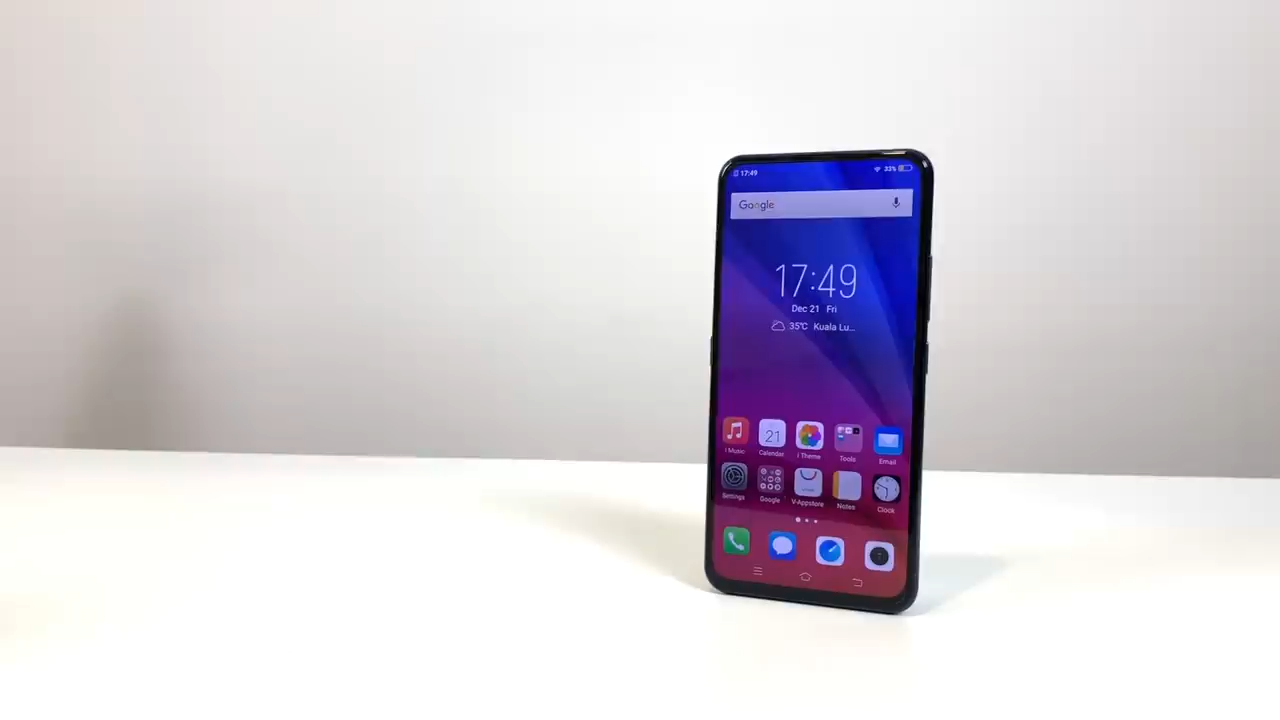 17:49
33%
Google
17:49
Dec 21 Fri
35℃ Kuala Lu...
i Music
21
Calendar
i Theme
Tools
Email
Settings
Google
V-Appstore
Notes
Clock